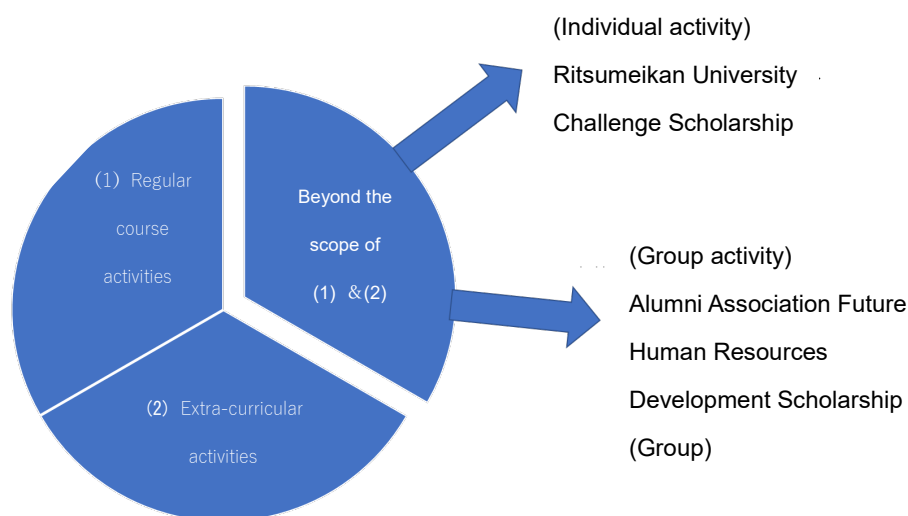 (1) Regular
course
activities
(2) Extra-curricular
activities
Beyond the
scope of
(1) &(2)
(Individual activity)
Ritsumeikan University
Challenge Scholarship
(Group activity)
Alumni Association Future
Human Resources
Development Scholarship
(Group)